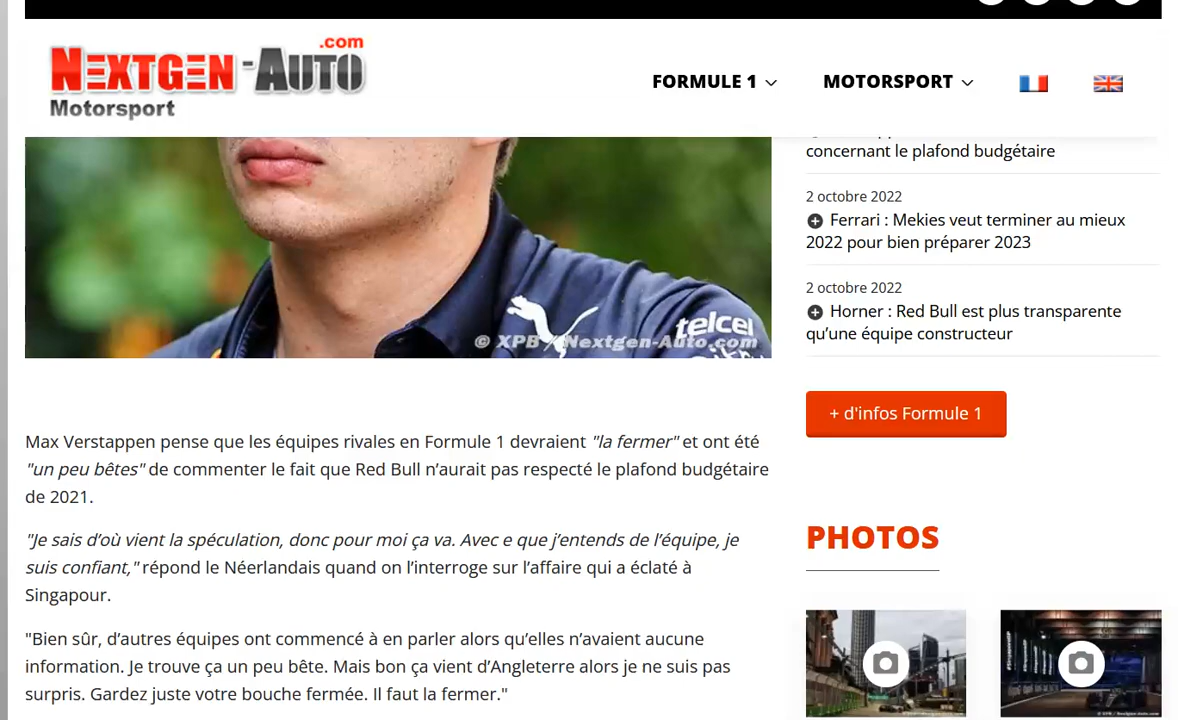 NEXTGEN-AUTO
.com
Motorsport
FORMULE 1
MOTORSPORT
concernant le plafond budgétaire
2 octobre 2022
Ferrari : Mekies veut terminer au mieux
2022 pour bien préparer 2023
2 octobre 2022
Horner : Red Bull est plus transparente
qu’une équipe constructeur
telcel
© XPB / Nextgen-Auto.com
+ d'infos Formule 1
Max Verstappen pense que les équipes rivales en Formule 1 devraient "la fermer" et ont été
"un peu bêtes" de commenter le fait que Red Bull n’aurait pas respecté le plafond budgétaire
de 2021.
"Je sais d’où vient la spéculation, donc pour moi ça va. Avec e que j’entends de l’équipe, je
suis confiant," répond le Néerlandais quand on l’interroge sur l’affaire qui a éclaté à
Singapour.
"Bien sûr, d’autres équipes ont commencé à en parler alors qu’elles n’avaient aucune
information. Je trouve ça un peu bête. Mais bon ça vient d’Angleterre alors je ne suis pas
surpris. Gardez juste votre bouche fermée. Il faut la fermer."
PHOTOS